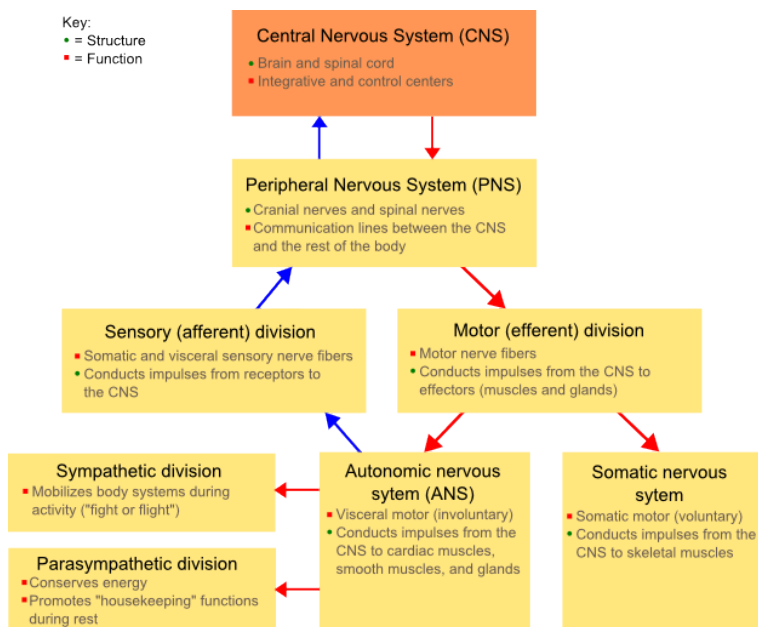 Key:
= Structure
= Function
Central Nervous System (CNS)
Brain and spinal cord
Integrative and control centers
Peripheral Nervous System (PNS)
Cranial nerves and spinal nerves
Communication lines between the CNS
and the rest of the body
Sensory (afferent) division
Somatic and visceral sensory nerve fibers
Conducts impulses from receptors to
the CNS
Motor (efferent) division
Motor nerve fibers
Conducts impulses from the CNS to
effectors (muscles and glands)
Sympathetic division
Mobilizes body systems during
activity ("fight or flight")
Autonomic nervous
sytem (ANS)
Visceral motor (involuntary)
Conducts impulses from the
CNS to cardiac muscles,
smooth muscles, and glands
Somatic nervous
sytem
Somatic motor (voluntary)
Conducts impulses from the
CNS to skeletal muscles
Parasympathetic division
Conserves energy
Promotes "housekeeping" functions
during rest